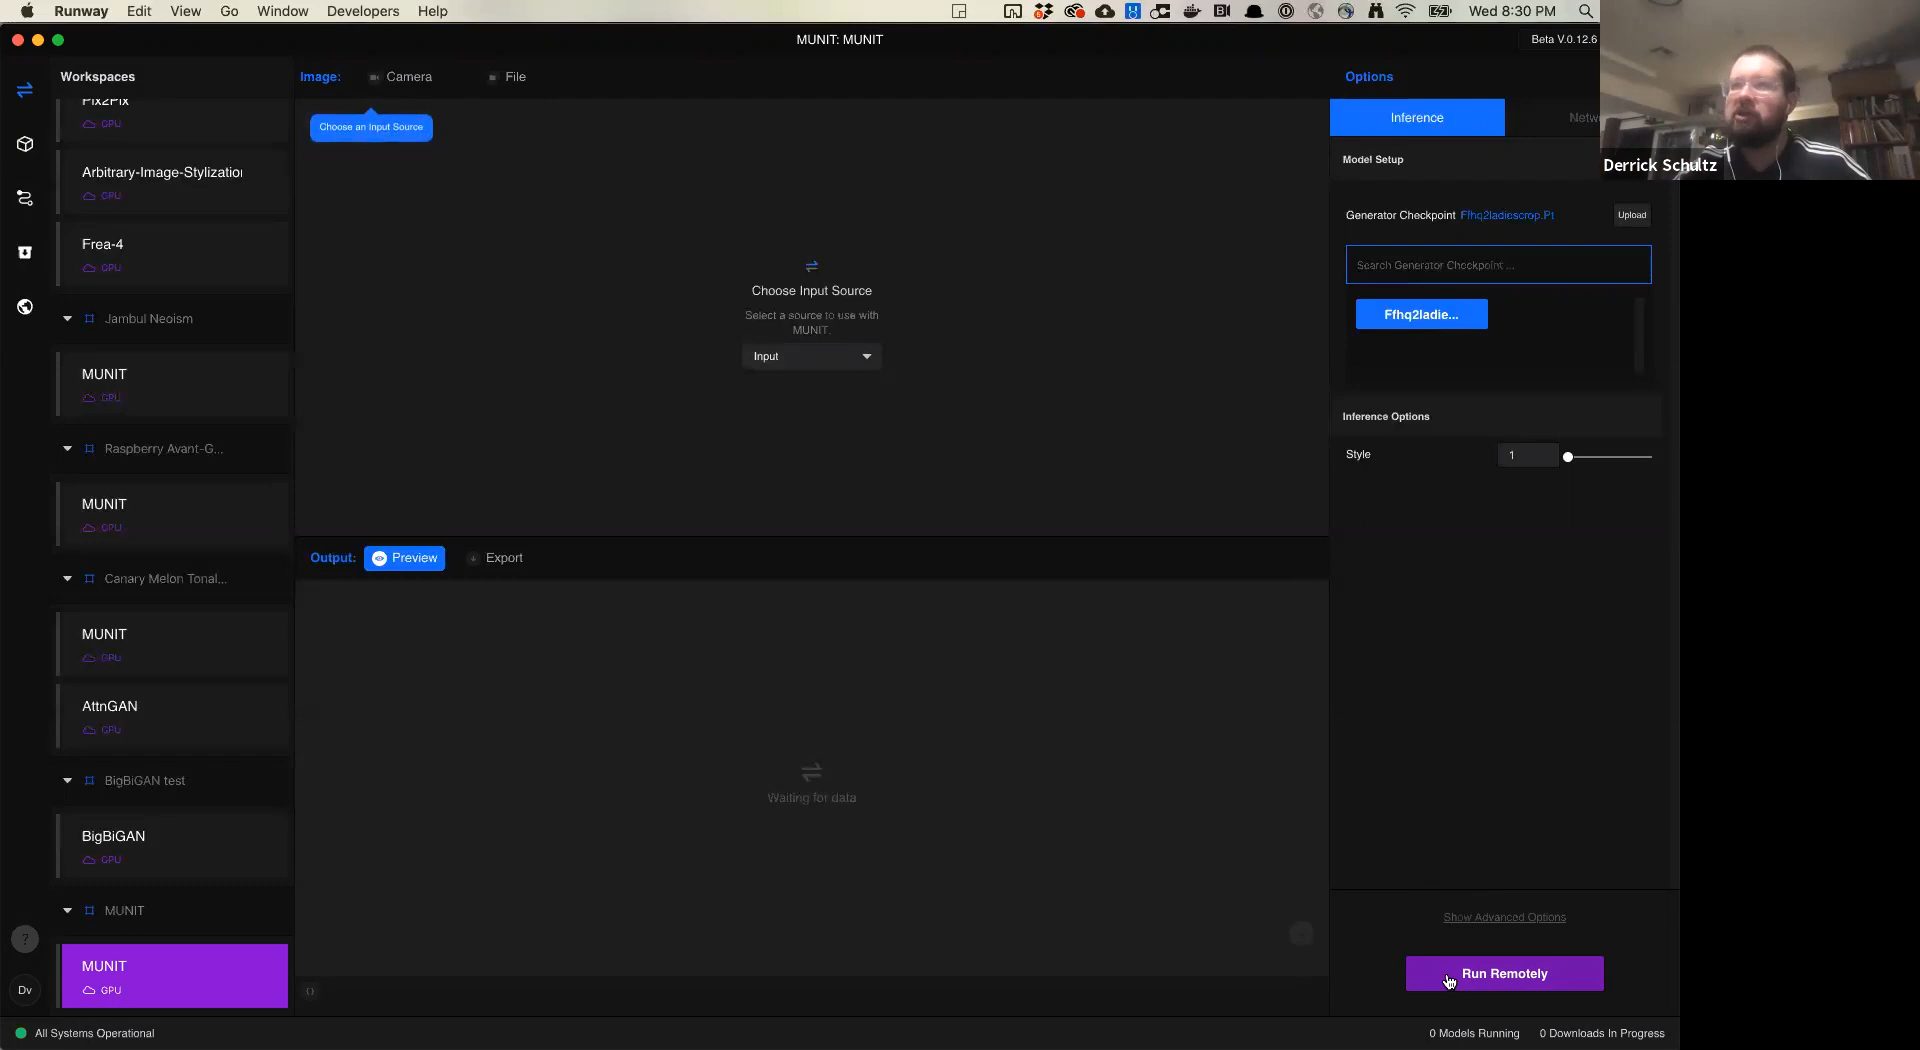 Runway Edit View Go Window Developers Help
Wed 8:30 PM
MUNIT: MUNIT
Beta V.0.12.6
Workspaces
Pix2Pix
GPU
Arbitrary-Image-Stylization
GPU
Frea-4
GPU
Jambul Neoism
MUNIT
GPU
Raspberry Avant-G...
MUNIT
GPU
Canary Melon Tonal...
MUNIT
GPU
AttnGAN
GPU
BigBiGAN test
BigBiGAN
GPU
MUNIT
MUNIT
GPU
?
Dv
All Systems Operational
Image: Camera File
Choose an Input Source
Choose Input Source
Select a source to use with
MUNIT.
Input
Output: Preview Export
Waiting for data
{}
Options
Inference
Netw
Model Setup
Generator Checkpoint Ffhq2ladiescrop.Pt Upload
Search Generator Checkpoint ...
Ffhq2ladie...
Inference Options
Style 1
Show Advanced Options
Run Remotely
0 Models Running 0 Downloads In Progress
Derrick Schultz